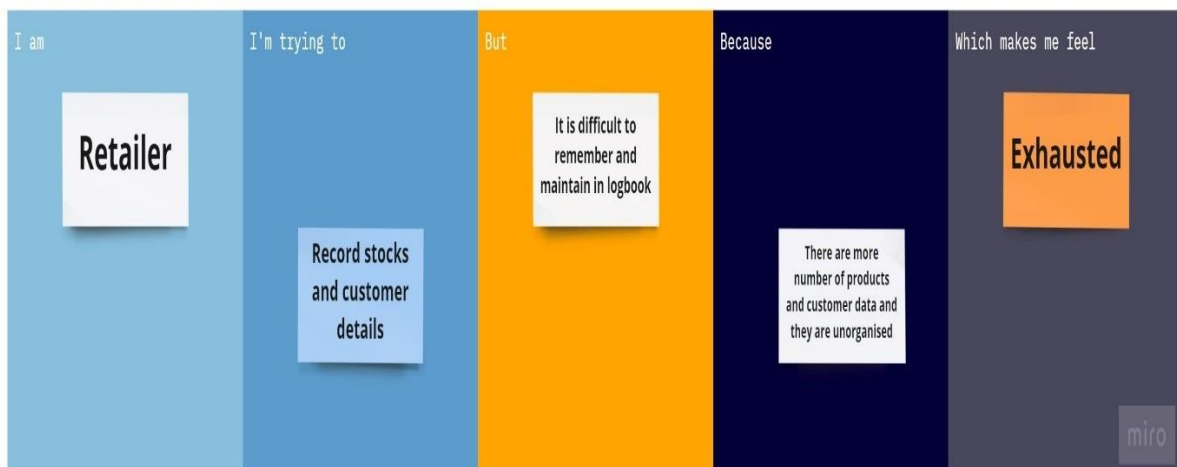 I am
Retailer
I'm trying to
Record stocks
and customer
details
But
It is difficult to
remember and
maintain in logbook
Because
There are more
number of products
and customer data and
they are unorganised
Which makes me feel
Exhausted
miro